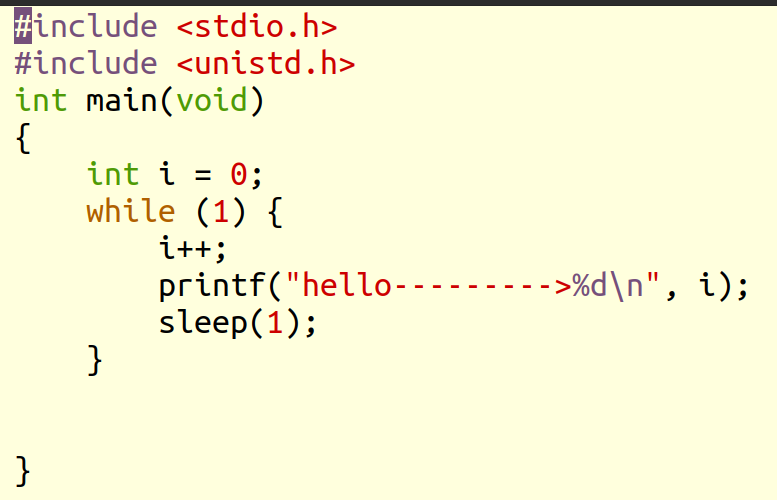 #include <stdio.h>
#include <unistd.h>
int main(void)
{
    int i = 0;
    while (1) {
        i++;
        printf("hello--------->%d\n", i);
        sleep(1);
    }
}